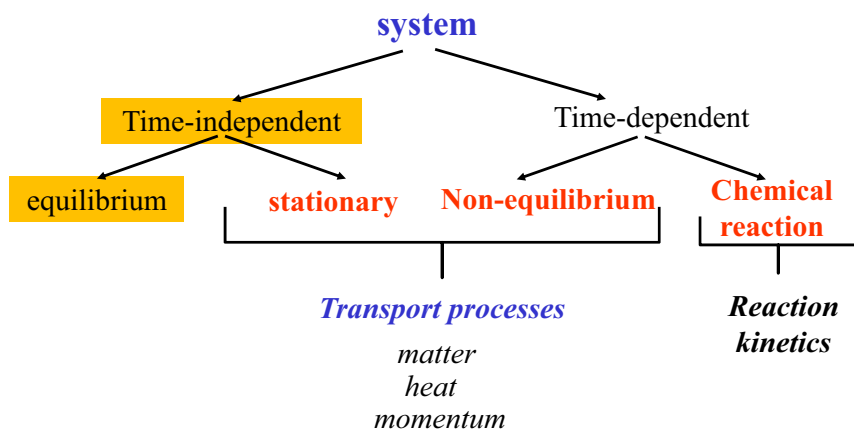 system
Time-independent
Time-dependent
equilibrium
stationary
Non-equilibrium
Chemical
reaction
Transport processes
matter
heat
momentum
Reaction
kinetics